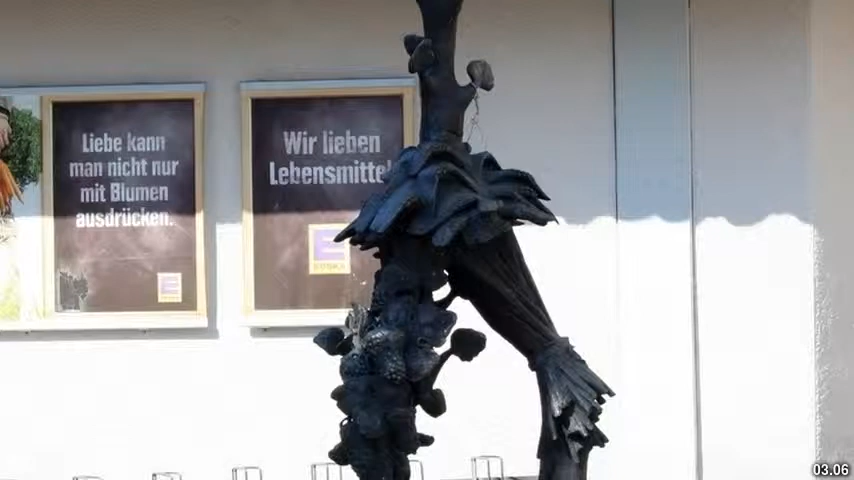 Liebe kann
man nicht nur
mit Blumen
ausdrücken.
E
Wir lieben
Lebensmittel
E
EDEKA
03.06